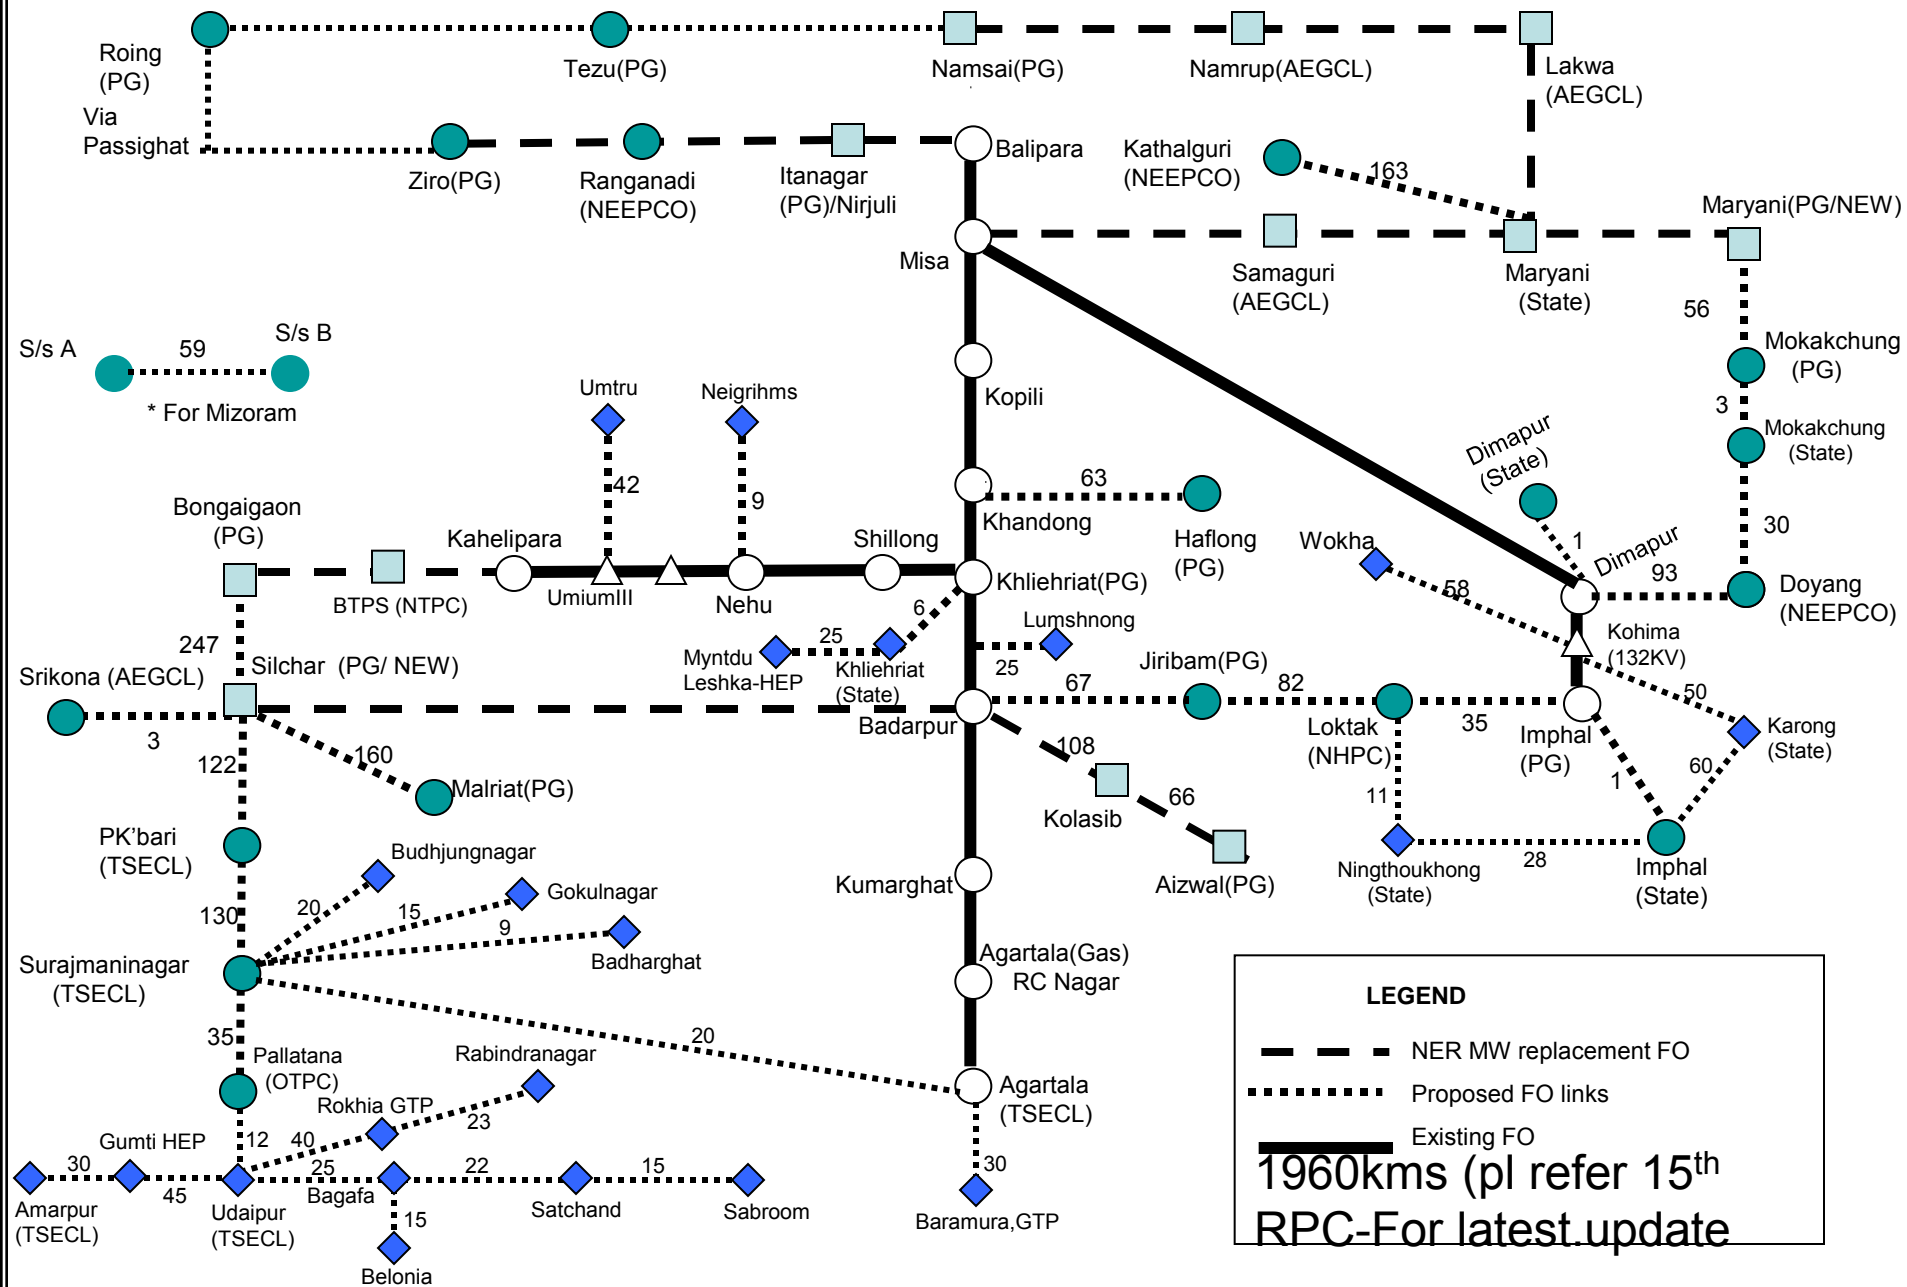 Roing
(PG)
Tezu(PG)
Namsai(PG)
Namrup(AEGCL)
Lakwa
(AEGCL)
Via
Passighat
Ziro(PG)
Ranganadi
(NEEPCO)
Itanagar
(PG)/Nirjuli
Balipara
Kathalguri
(NEEPCO)
163
Maryani(PG/NEW)
Misa
Samaguri
(AEGCL)
Maryani
(State)
56
S/s A
59
S/s B
* For Mizoram
Mokakchung
(PG)
3
Mokakchung
(State)
30
Umtru
Neigrihms
Kopili
42
9
Dimapur
(State)
1
Dimapur
93
Doyang
(NEEPCO)
Khandong
63
Haflong
(PG)
Wokha
58
Kohima
(132KV)
50
Karong
(State)
Bongaigaon
(PG)
BTPS (NTPC)
Kahelipara
UmiumIII
Nehu
Shillong
Khliehriat(PG)
6
25
Myntdu
Leshka-HEP
Khliehriat
(State)
Lumshnong
25
247
Srikona (AEGCL)
Silchar (PG/ NEW)
3
Badarpur
67
Jiribam(PG)
82
Loktak
(NHPC)
35
Imphal
(PG)
1
60
122
160
Malriat(PG)
108
Kolasib
66
Aizwal(PG)
11
Ningthoukhong
(State)
28
Imphal
(State)
PK’bari
(TSECL)
130
Budhjungnagar
20
Gokulnagar
15
9
Badharghat
Kumarghat
Surajmaninagar
(TSECL)
Agartala(Gas)
RC Nagar
35
20
Pallatana
(OTPC)
Rabindranagar
Rokhia GTP
23
Agartala
(TSECL)
12
40
Gumti HEP
30
45
Amarpur
(TSECL)
Udaipur
(TSECL)
25
Bagafa
22
Satchand
15
Sabroom
15
Belonia
30
Baramura,GTP
LEGEND
NER MW replacement FO
Proposed FO links
Existing FO
1960kms (pl refer 15th
RPC-For latest.update